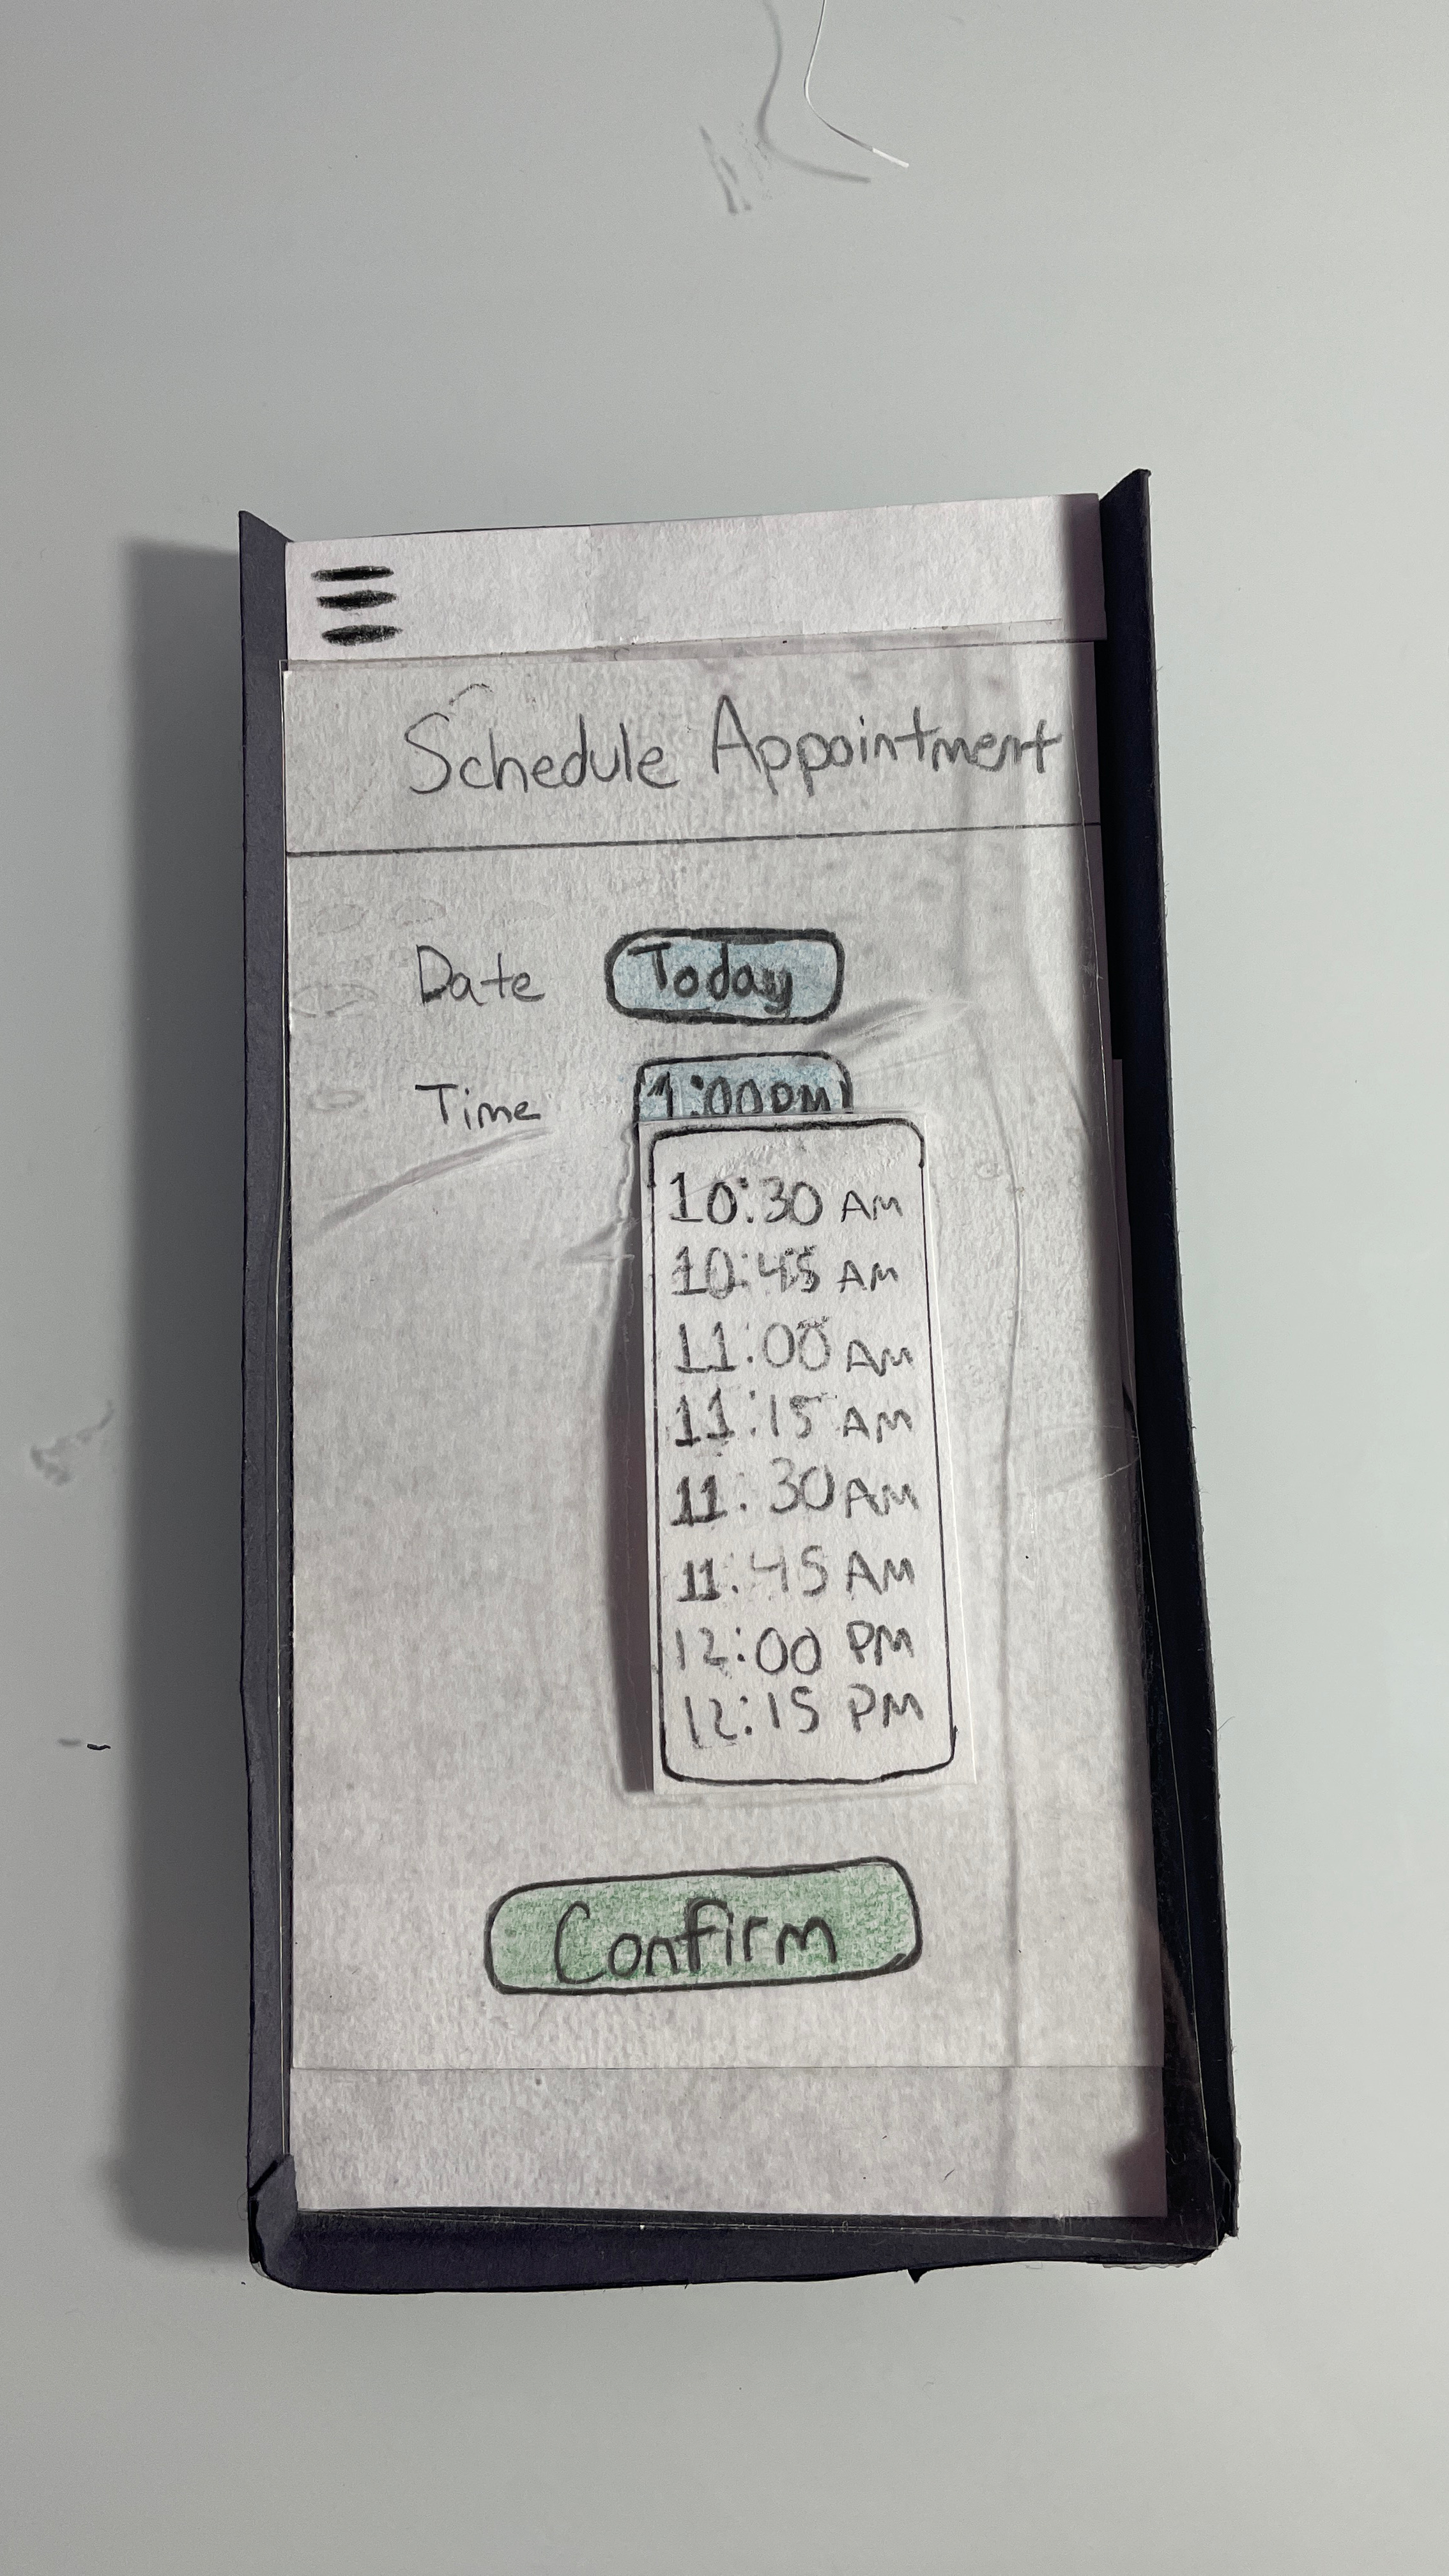 Schedule Appointment
Date Today
Time 1:00PM
10:30 AM
10:45 AM
11:00 AM
11:15 AM
11:30 AM
11:45 AM
12:00 PM
12:15 PM
Confirm